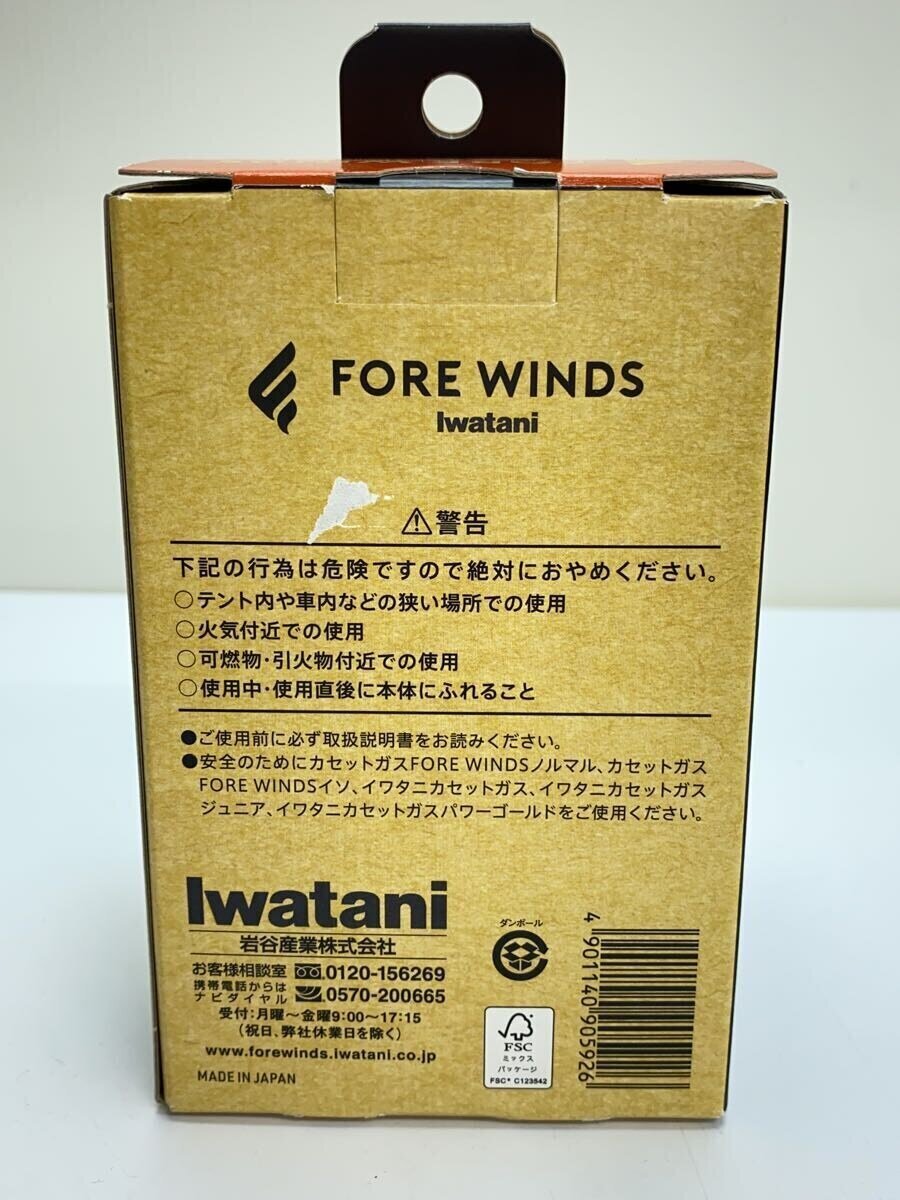 FORE WINDS
Iwatani
⚠警告
下記の行為は危険ですので絶対におやめください。
○テント内や車内などの狭い場所での使用
○火気付近での使用
○可燃物・引火物付近での使用
○使用中・使用直後に本体にふれること
●ご使用前に必ず取扱説明書をお読みください。
●安全のためにカセットガスFORE WINDSノルマル、カセットガス
FORE WINDSイソ、イワタニカセットガス、イワタニカセットガス
ジュニア、イワタニカセットガスパワーゴールドをご使用ください。
Iwatani
岩谷産業株式会社
お客様相談室 0120-156269
携帯電話からは
ナビダイヤル 0570-200665
受付：月曜～金曜9:00～17:15
（祝日、弊社休業日を除く）
www.forewinds.iwatani.co.jp
MADE IN JAPAN
ダンボール
FSC
ミックス
パッケージ
FSC® C123542
4 901140 905926